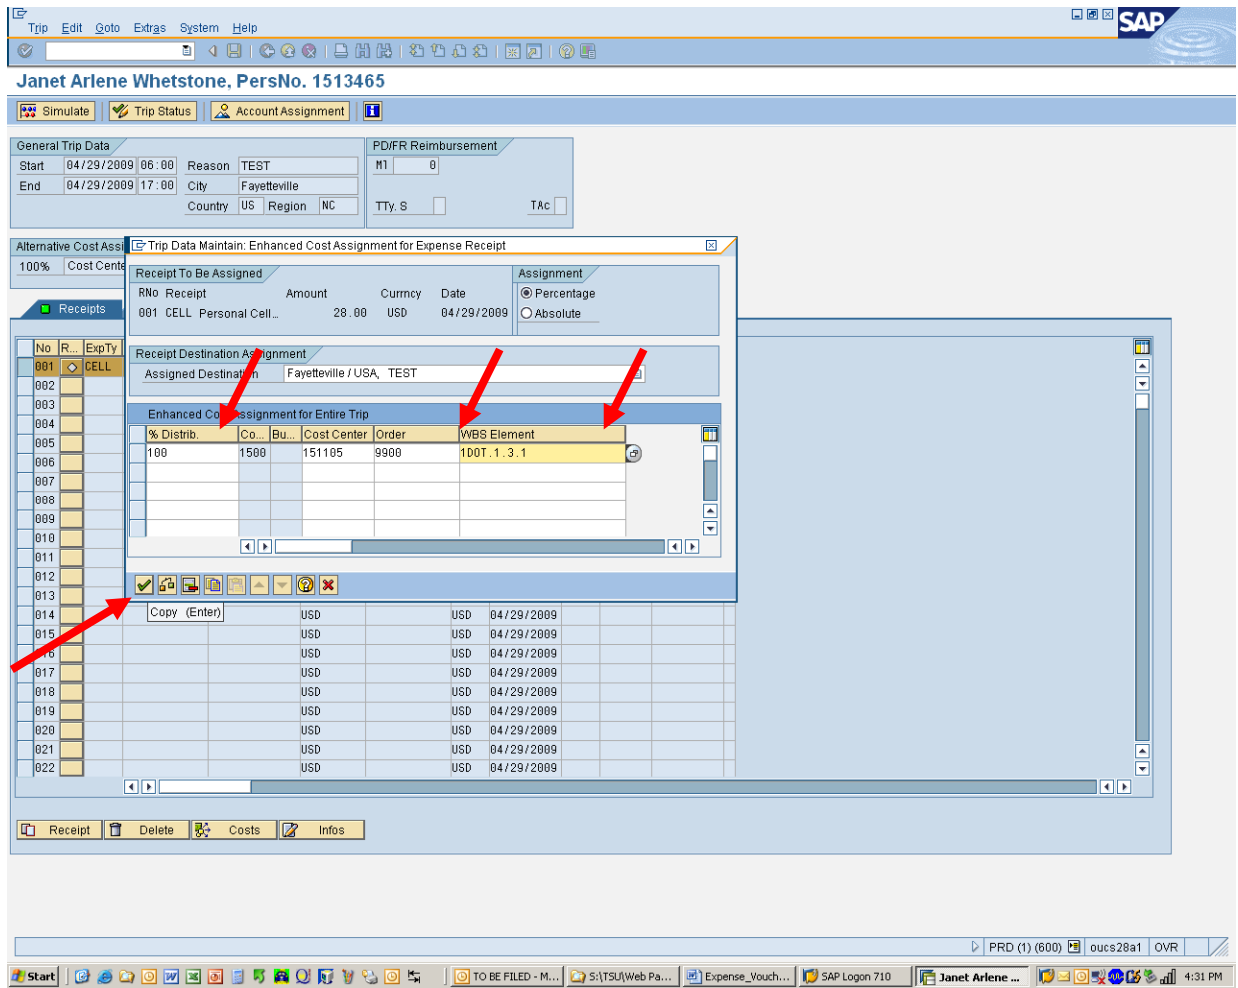 Trip Edit Goto Extras System Help
SAP
Janet Arlene Whetstone, PersNo. 1513465
Simulate Trip Status Account Assignment
General Trip Data
Start 04/29/2009 06:00 Reason TEST
End 04/29/2009 17:00 City Fayetteville
Country US Region NC
PD/FR Reimbursement
M1 0
TTy. S TAc
Alternative Cost Assi
100% Cost Cente
Receipts
No R... ExpTy
001 CELL
002
003
004
005
006
007
008
009
010
011
012
013
014 USD USD 04/29/2009
015 USD USD 04/29/2009
016 USD USD 04/29/2009
017 USD USD 04/29/2009
018 USD USD 04/29/2009
019 USD USD 04/29/2009
020 USD USD 04/29/2009
021 USD USD 04/29/2009
022 USD USD 04/29/2009
Trip Data Maintain: Enhanced Cost Assignment for Expense Receipt
Receipt To Be Assigned
RNo Receipt Amount Currncy Date
001 CELL Personal Cell... 28.00 USD 04/29/2009
Assignment
Percentage
Absolute
Receipt Destination Assignment
Assigned Destination Fayetteville / USA, TEST
Enhanced Cost Assignment for Entire Trip
% Distrib. Co... Bu... Cost Center Order WBS Element
100 1500 151105 9900 1DOT.1.3.1
Copy (Enter)
Receipt Delete Costs Infos
PRD (1) (600) oucs28a1 OVR
Start TO BE FILED - M... S:\TSU\Web Pa... Expense_Vouch... SAP Logon 710 Janet Arlene ... 4:31 PM